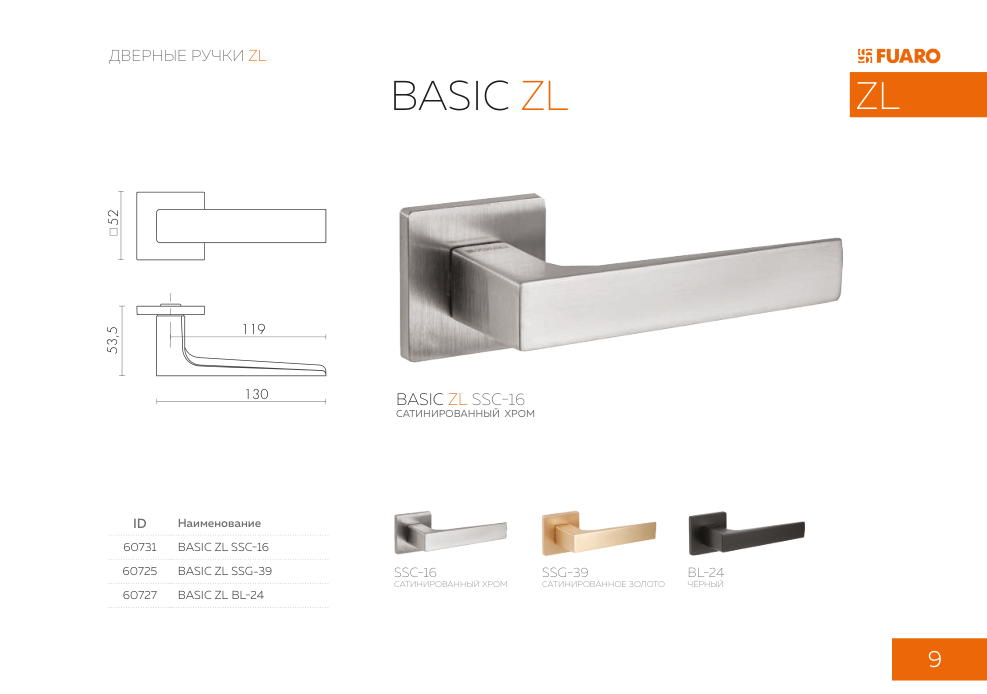 ДВЕРНЫЕ РУЧКИ ZL
FUARO
ZL
BASIC ZL
□52
53,5
119
130
BASIC ZL SSC-16
САТИНИРОВАННЫЙ ХРОМ
ID Наименование
60731 BASIC ZL SSC-16
60725 BASIC ZL SSG-39
60727 BASIC ZL BL-24
SSC-16
САТИНИРОВАННЫЙ ХРОМ
SSG-39
САТИНИРОВАННОЕ ЗОЛОТО
BL-24
ЧЁРНЫЙ
9